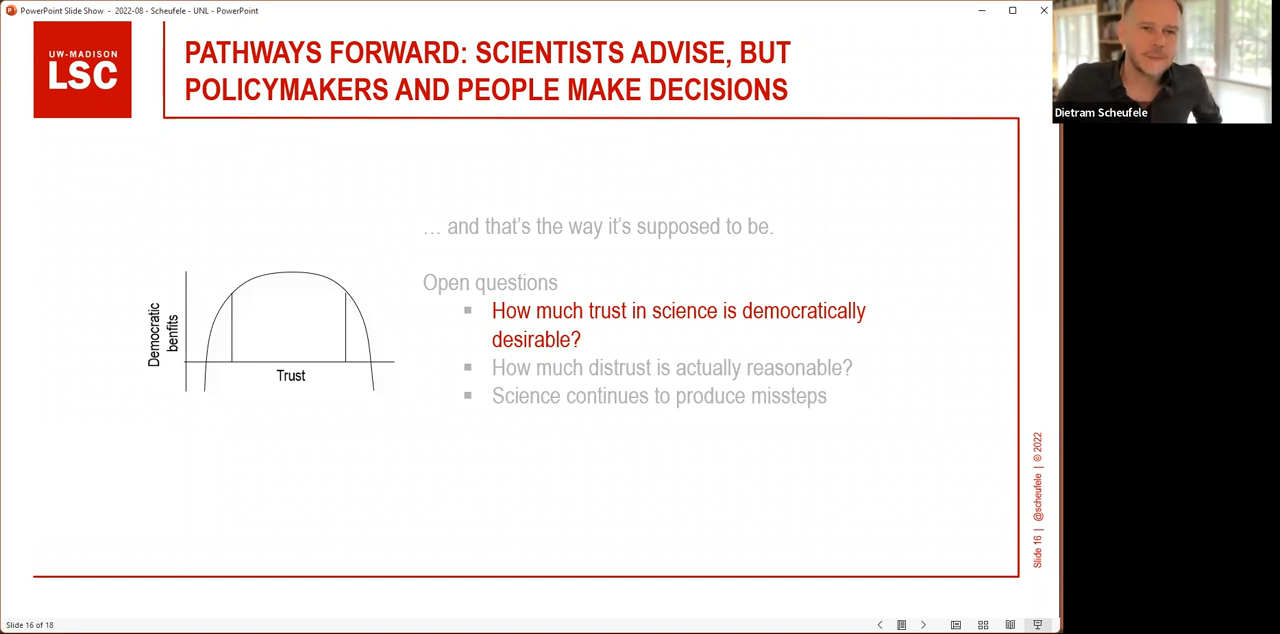 PowerPoint Slide Show - 2022-08 - Scheufele - UNL - PowerPoint
UW-MADISON
LSC
PATHWAYS FORWARD: SCIENTISTS ADVISE, BUT
POLICYMAKERS AND PEOPLE MAKE DECISIONS
Dietram Scheufele
… and that's the way it's supposed to be.
Open questions
▪ How much trust in science is democratically
desirable?
▪ How much distrust is actually reasonable?
▪ Science continues to produce missteps
Democratic
benfits
Trust
Slide 16 | @scheufele | © 2022
Slide 16 of 18